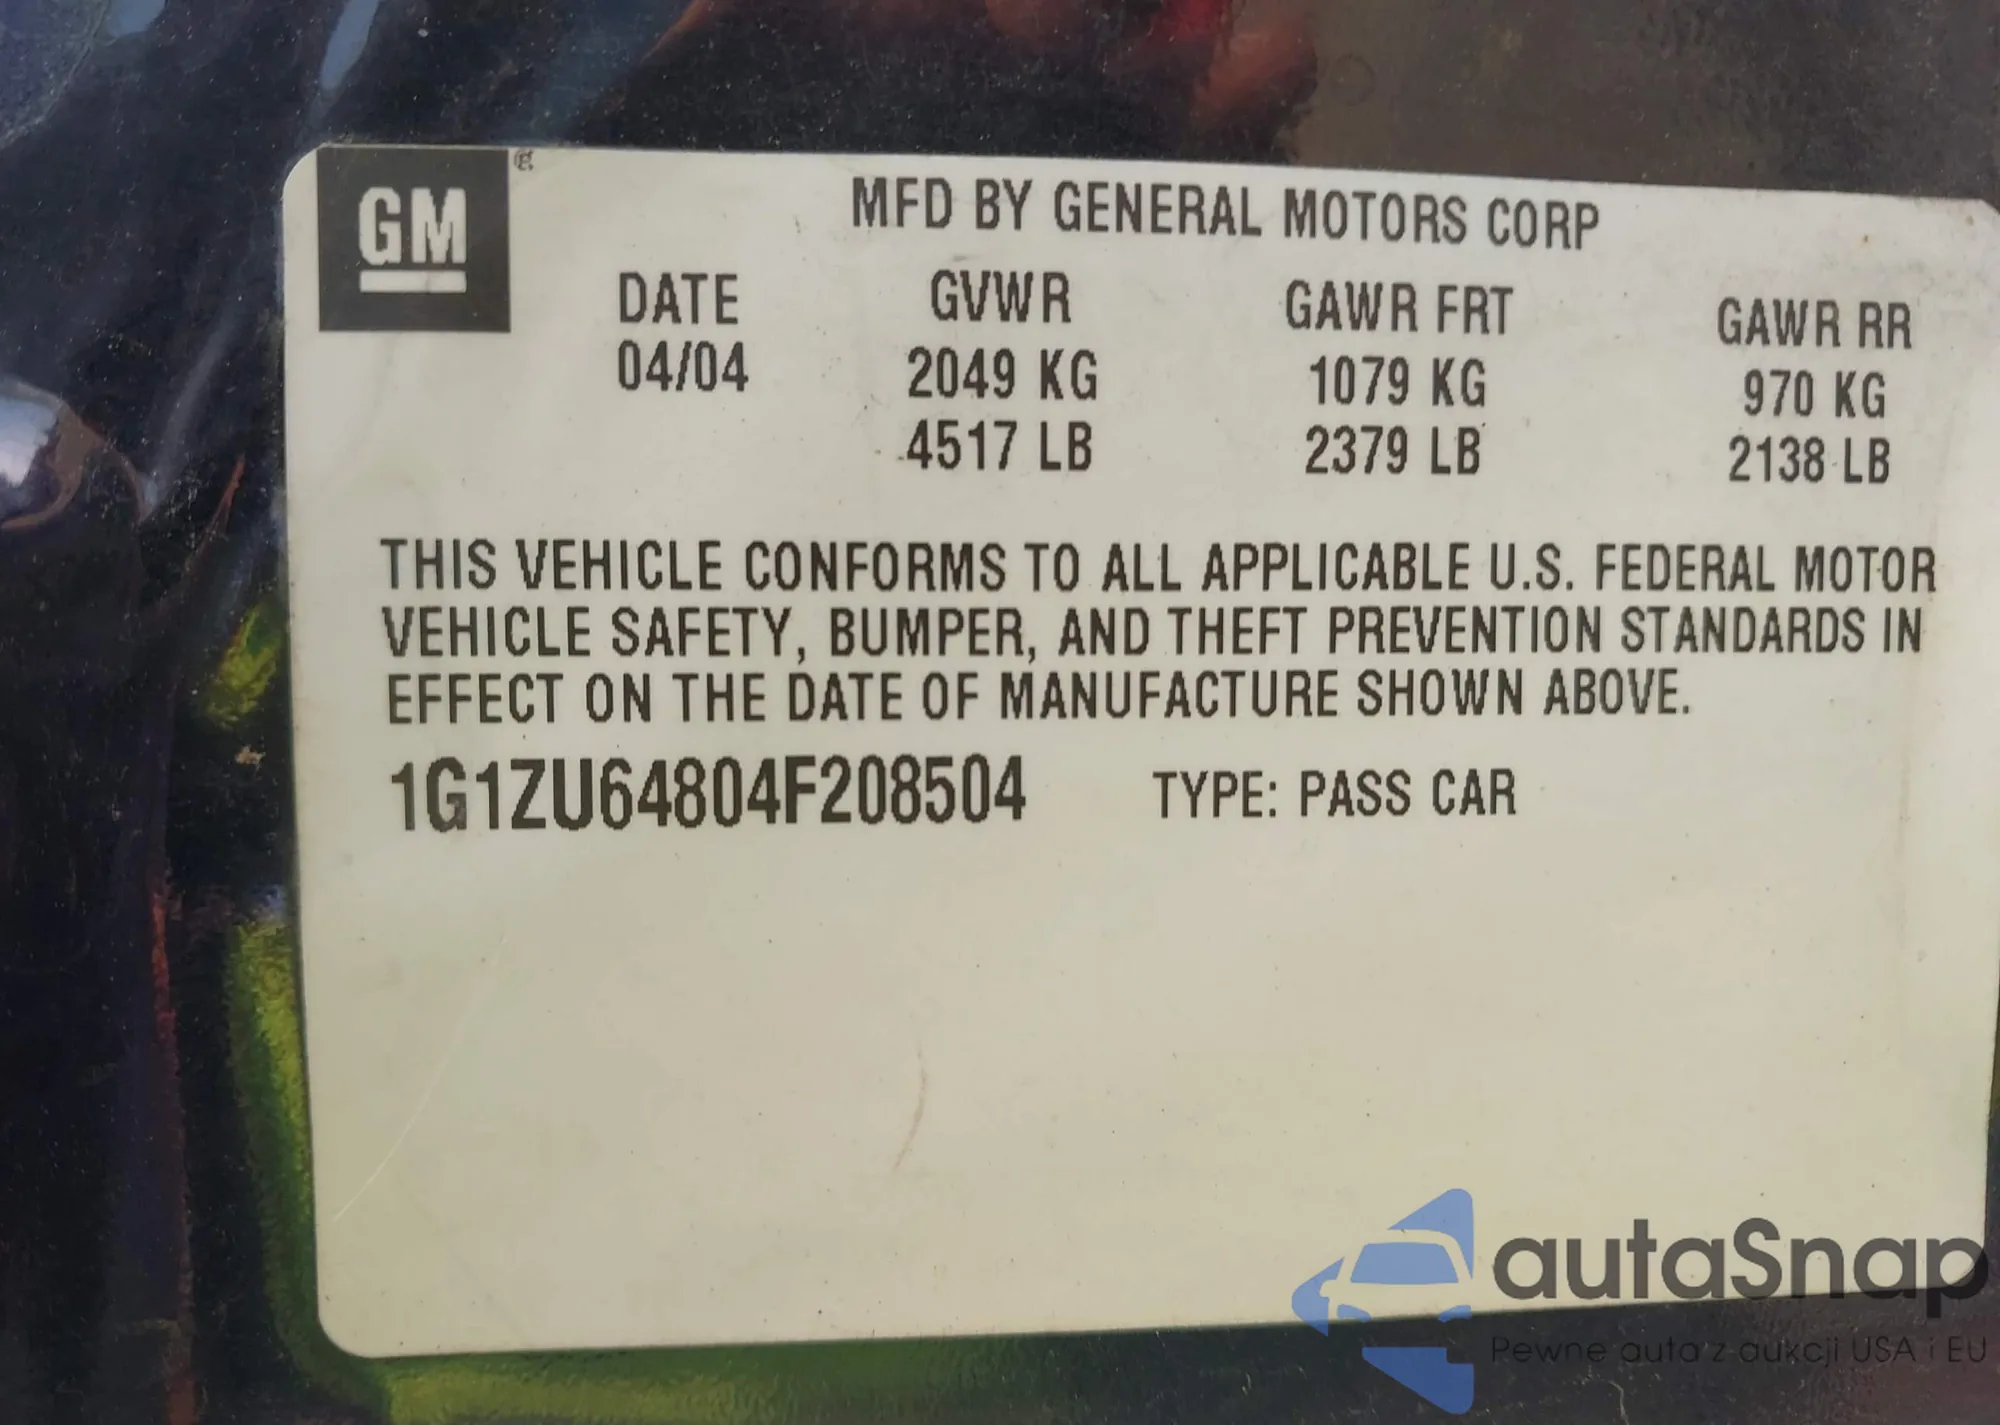 GM
MFD BY GENERAL MOTORS CORP
DATE GVWR GAWR FRT GAWR RR
04/04 2049 KG 1079 KG 970 KG
4517 LB 2379 LB 2138 LB
THIS VEHICLE CONFORMS TO ALL APPLICABLE U.S. FEDERAL MOTOR
VEHICLE SAFETY, BUMPER, AND THEFT PREVENTION STANDARDS IN
EFFECT ON THE DATE OF MANUFACTURE SHOWN ABOVE.
1G1ZU64804F208504 TYPE: PASS CAR
autaSnap
Pewne auta z aukcji USA i EU